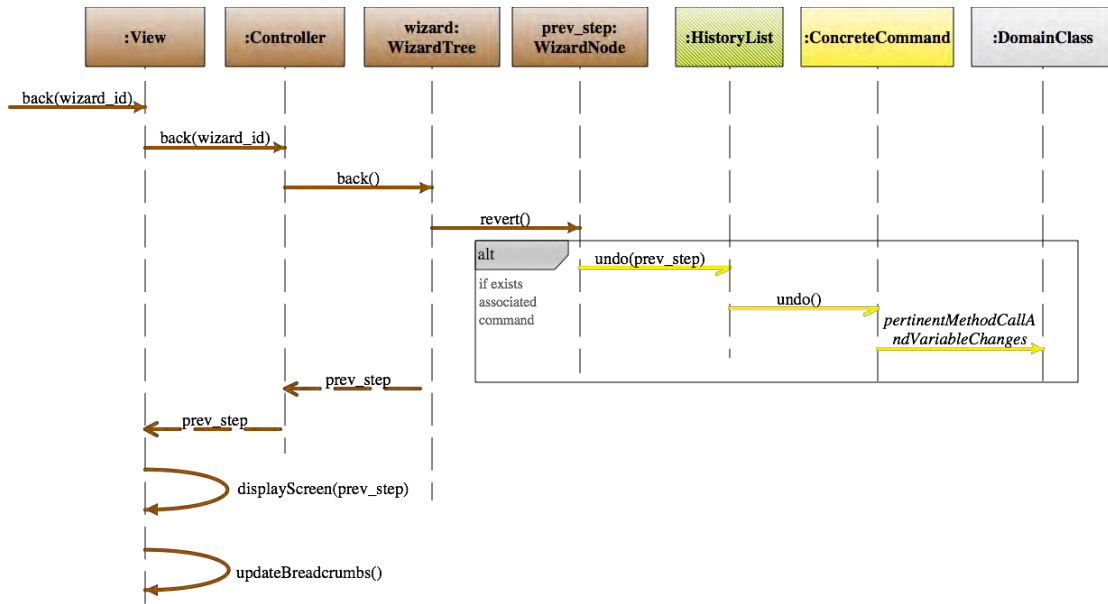 :View
:Controller
wizard:
WizardTree
prev_step:
WizardNode
:HistoryList
:ConcreteCommand
:DomainClass
back(wizard_id)
back(wizard_id)
back()
revert()
alt
if exists
associated
command
undo(prev_step)
undo()
pertinentMethodCallA
ndVariableChanges
prev_step
prev_step
displayScreen(prev_step)
updateBreadcrumbs()